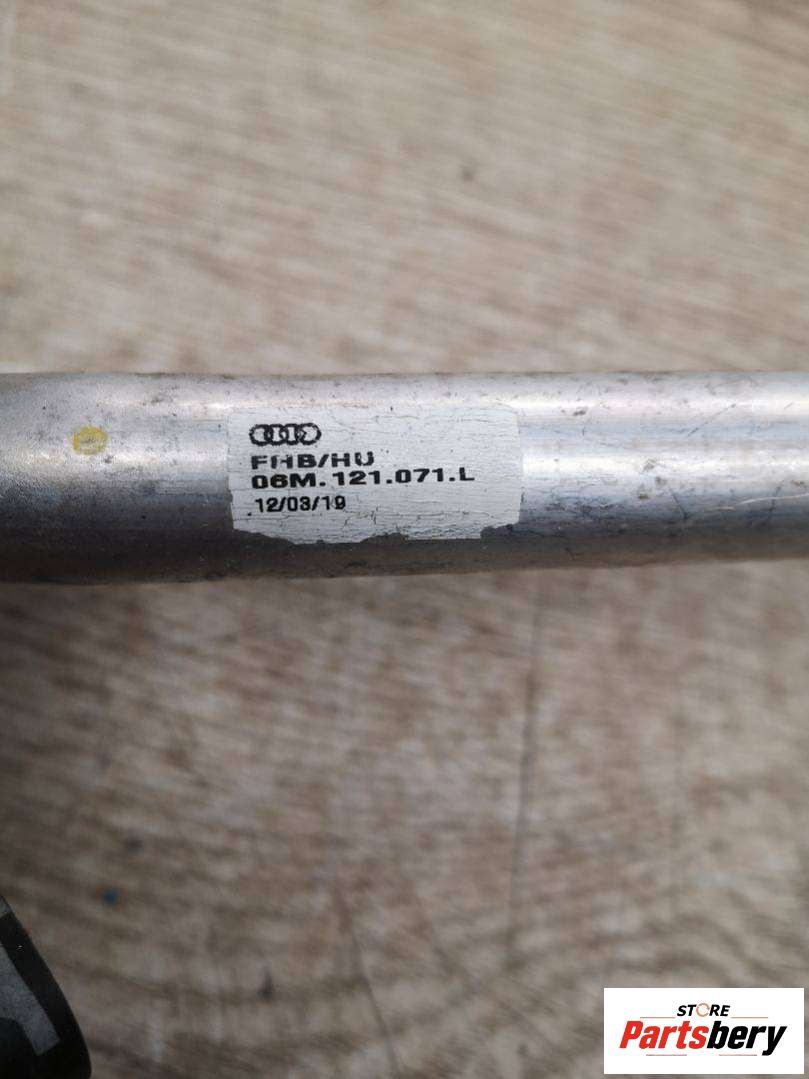 FHB/HU
06M.121.071.L
12/03/19
STORE
Partsbery